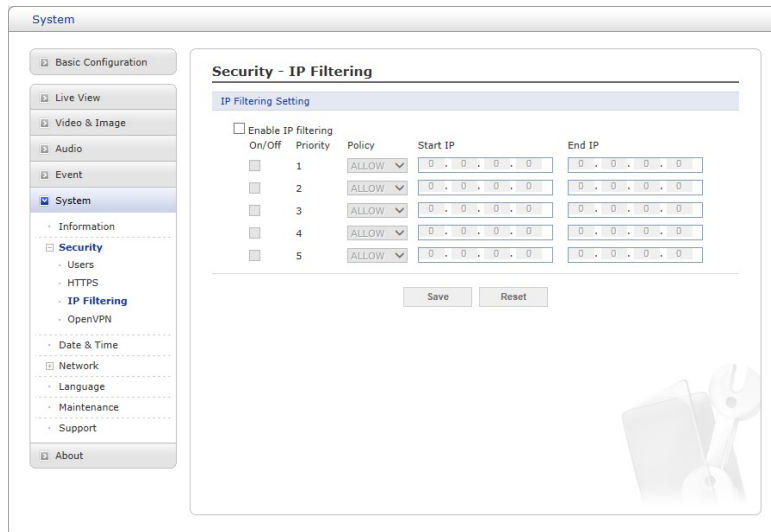 System
Basic Configuration
Live View
Video & Image
Audio
Event
System
Information
Security
Users
HTTPS
IP Filtering
OpenVPN
Date & Time
Network
Language
Maintenance
Support
About
Security - IP Filtering
IP Filtering Setting
Enable IP filtering
On/Off Priority Policy Start IP End IP
1 ALLOW 0 . 0 . 0 . 0 0 . 0 . 0 . 0
2 ALLOW 0 . 0 . 0 . 0 0 . 0 . 0 . 0
3 ALLOW 0 . 0 . 0 . 0 0 . 0 . 0 . 0
4 ALLOW 0 . 0 . 0 . 0 0 . 0 . 0 . 0
5 ALLOW 0 . 0 . 0 . 0 0 . 0 . 0 . 0
Save Reset